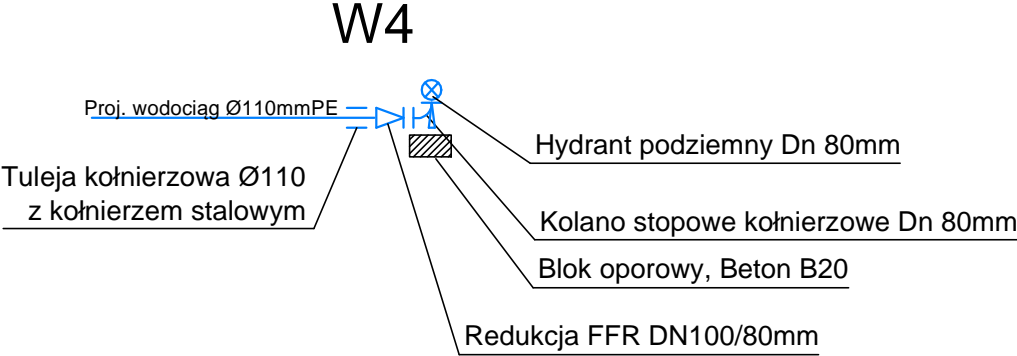 W4
Proj. wodociąg Ø110mmPE
Hydrant podziemny Dn 80mm
Tuleja kołnierzowa Ø110
z kołnierzem stalowym
Kolano stopowe kołnierzowe Dn 80mm
Blok oporowy, Beton B20
Redukcja FFR DN100/80mm